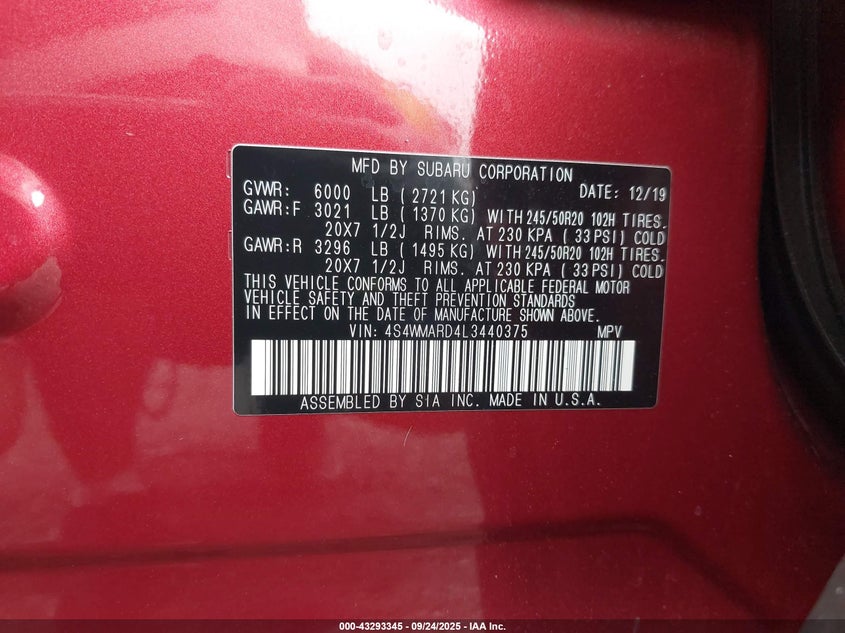 MFD BY SUBARU CORPORATION
GVWR: 6000 LB ( 2721 KG) DATE: 12/19
GAWR:F 3021 LB ( 1370 KG) WITH 245/50R20 102H TIRES.
20X7 1/2J RIMS. AT 230 KPA ( 33 PSI) COLD
GAWR:R 3296 LB ( 1495 KG) WITH 245/50R20 102H TIRES.
20X7 1/2J RIMS. AT 230 KPA ( 33 PSI) COLD
THIS VEHICLE CONFORMS TO ALL APPLICABLE FEDERAL MOTOR
VEHICLE SAFETY AND THEFT PREVENTION STANDARDS
IN EFFECT ON THE DATE OF MANUFACTURE SHOWN ABOVE.
VIN: 4S4WMARD4L3440375 MPV
ASSEMBLED BY SIA INC. MADE IN U.S.A.
000-43293345 - 09/24/2025 - IAA Inc.